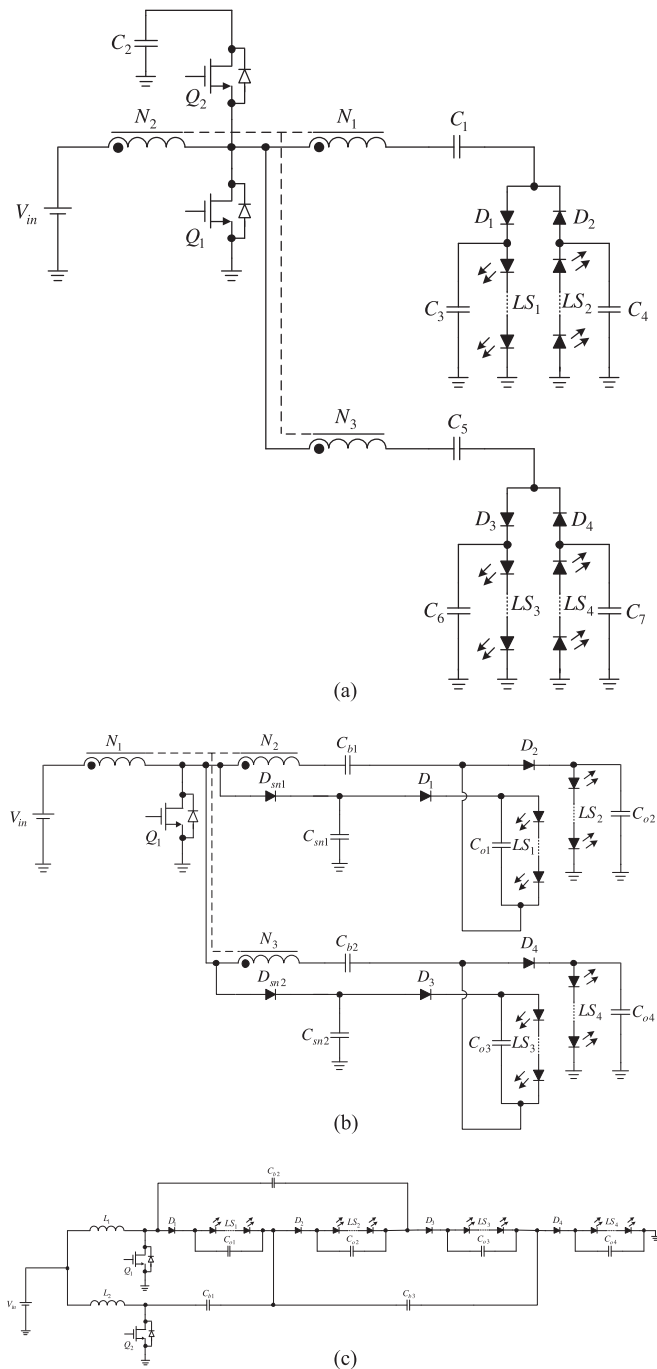 C2
Q2
N2
N1
C1
Vin
Q1
D1
D2
C3
LS1
LS2
C4
N3
C5
D3
D4
C6
LS3
LS4
C7
(a)
N1
N2
Cb1
D2
Dsn1
D1
Vin
Q1
Csn1
Co1
LS1
LS2
Co2
N3
Cb2
D4
Dsn2
D3
Csn2
Co3
LS3
LS4
Co4
(b)
Cb2
L1
D1
LS1
D2
LS2
D1
LS3
D4
LS4
Q1
Co1
Co2
Co3
Co4
Vin
L2
Cb1
Cb3
Q2
(c)